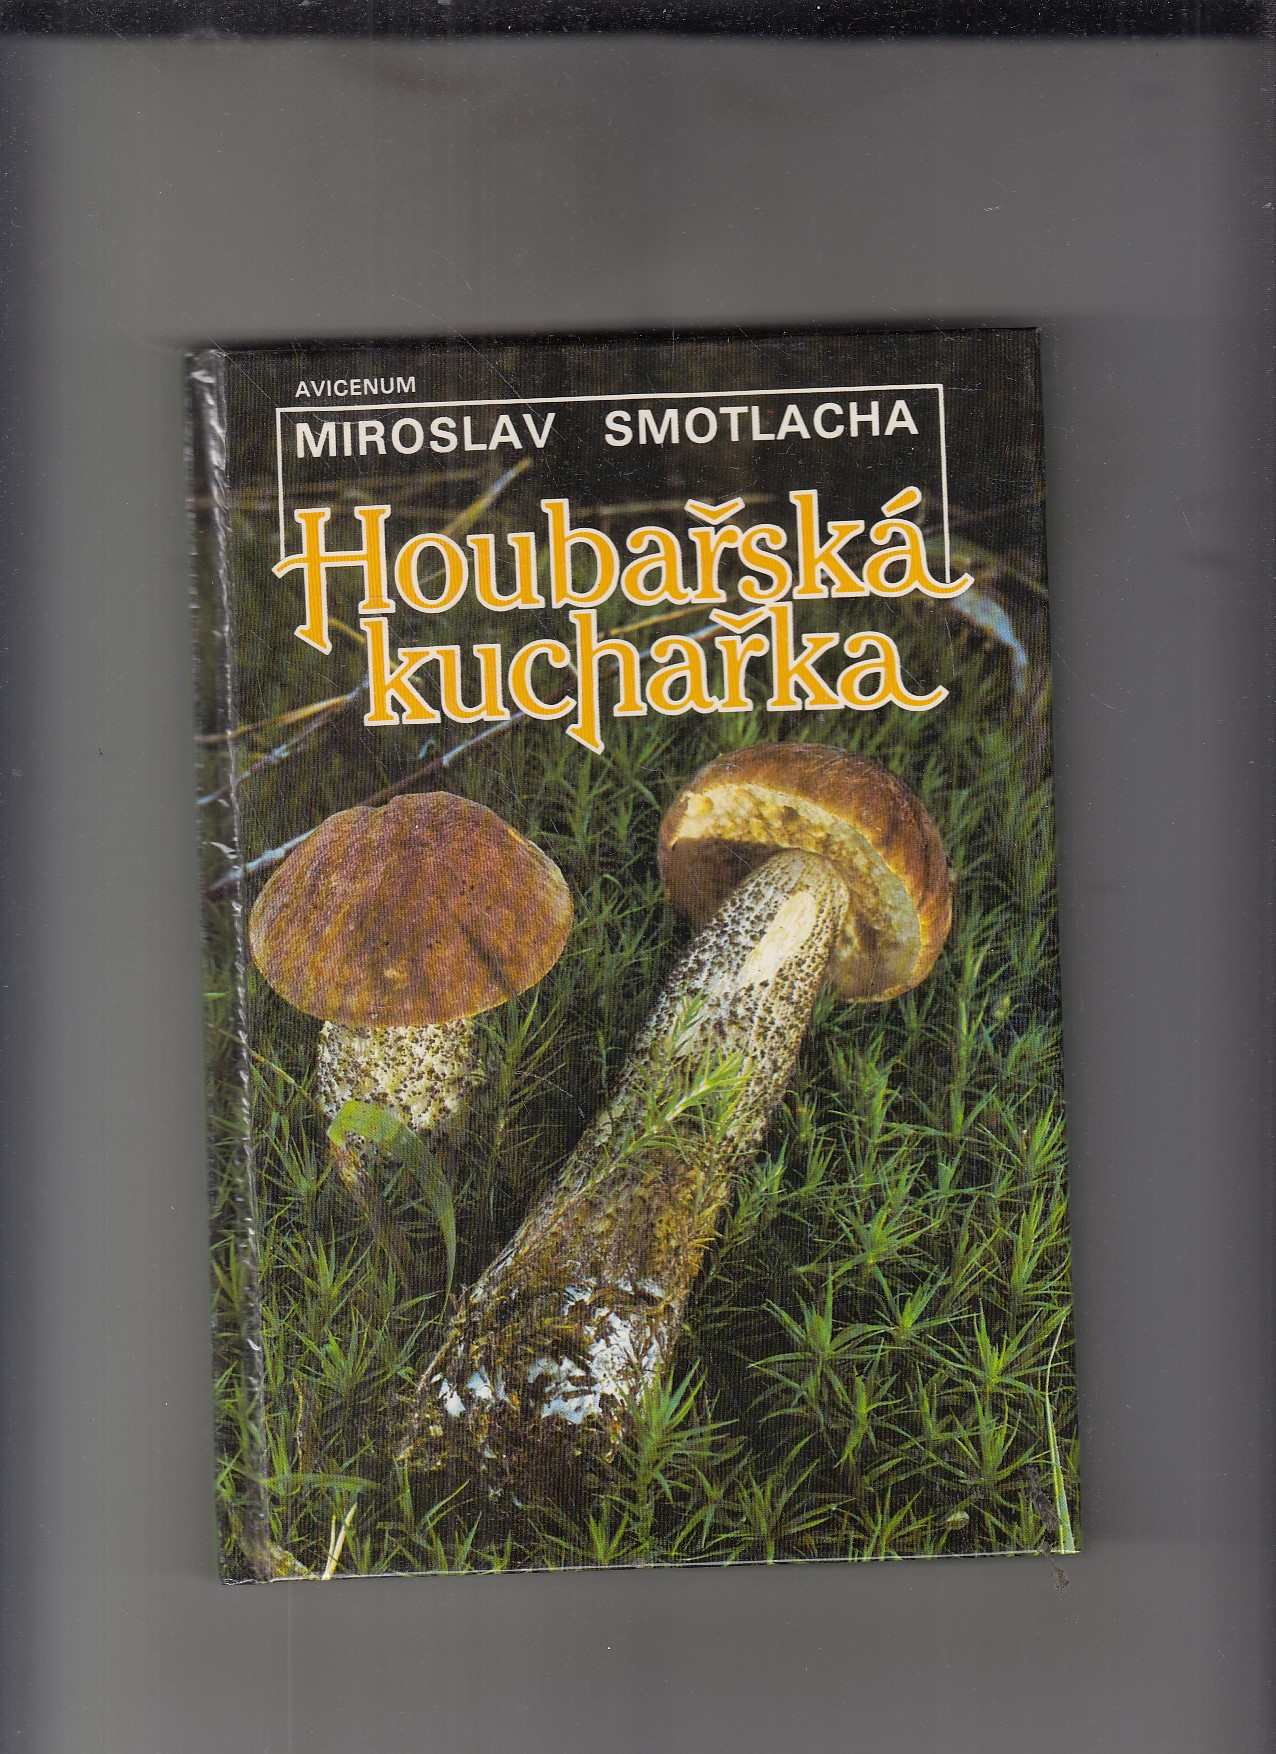 AVICENUM
MIROSLAV SMOTLACHA
Houbařská
kuchařka